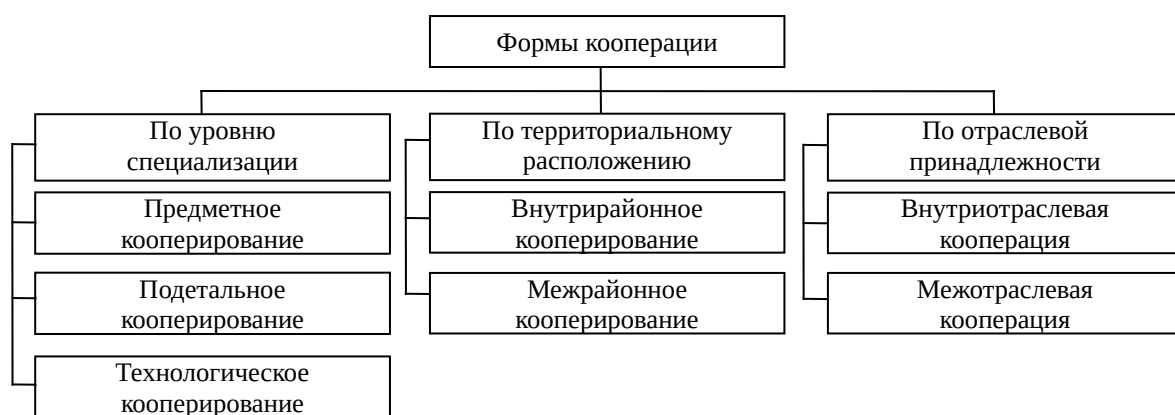 Формы кооперации
По уровню
специализации
Предметное
кооперирование
Подетальное
кооперирование
Технологическое
кооперирование
По территориальному
расположению
Внутрирайонное
кооперирование
Межрайонное
кооперирование
По отраслевой
принадлежности
Внутриотраслевая
кооперация
Межотраслевая
кооперация